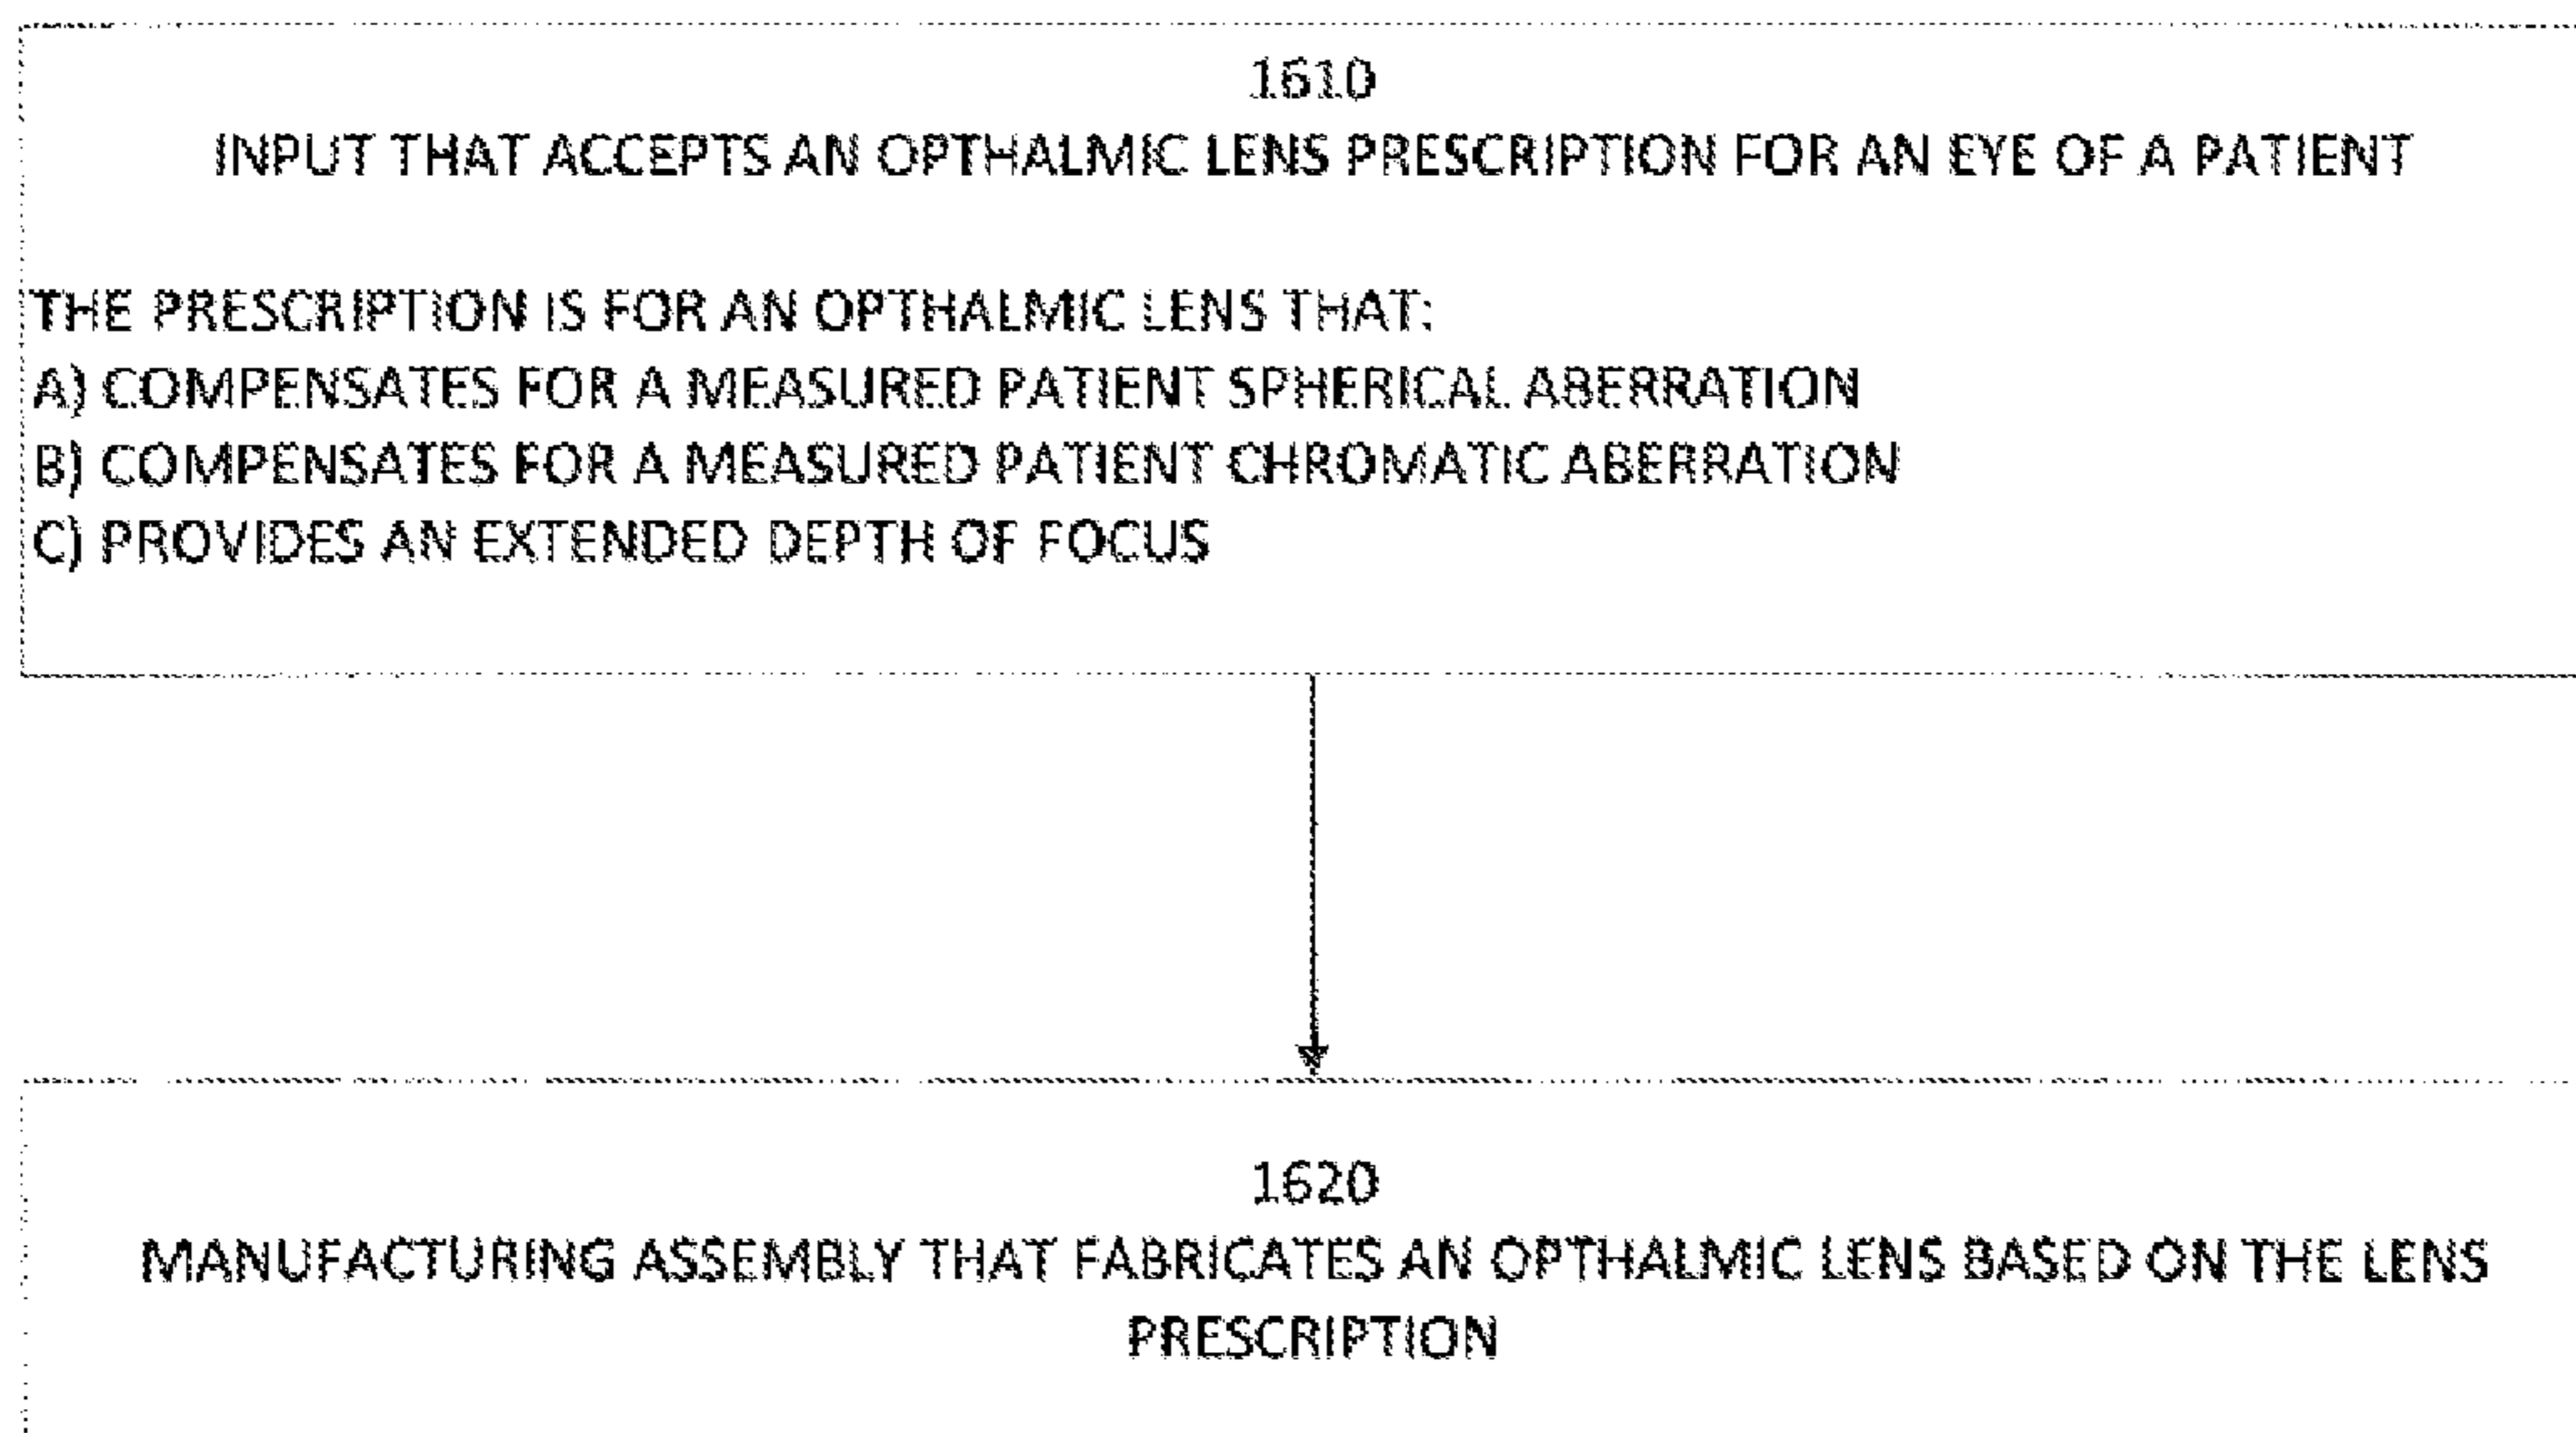 1610
INPUT THAT ACCEPTS AN OPTHALMIC LENS PRESCRIPTION FOR AN EYE OF A PATIENT
THE PRESCRIPTION IS FOR AN OPTHALMIC LENS THAT:
A) COMPENSATES FOR A MEASURED PATIENT SPHERICAL ABERRATION
B) COMPENSATES FOR A MEASURED PATIENT CHROMATIC ABERRATION
C) PROVIDES AN EXTENDED DEPTH OF FOCUS
1620
MANUFACTURING ASSEMBLY THAT FABRICATES AN OPTHALMIC LENS BASED ON THE LENS
PRESCRIPTION